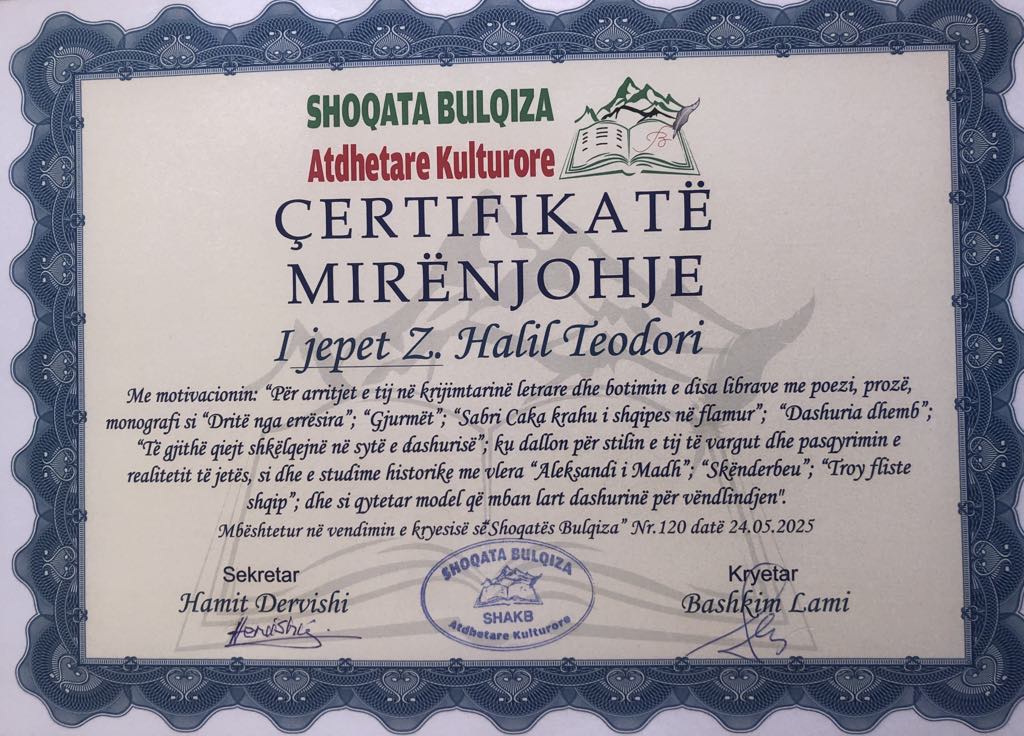 SHOQATA BULQIZA
Atdhetare Kulturore
ÇERTIFIKATË
MIRËNJOHJE
I jepet Z. Halil Teodori
Me motivacionin: “Për arritjet e tij në krijimtarinë letrare dhe botimin e disa librave me poezi, prozë,
monografi si “Dritë nga errësira”; “Gjurmët”; “Sabri Caka krahu i shqipes në flamur”; “Dashuria dhemb”;
“Të gjithë qiejt shkëlqejnë në sytë e dashurisë”; ku dallon për stilin e tij të vargut dhe pasqyrimin e
realitetit të jetës, si dhe e studime historike me vlera “Aleksandi i Madh”; “Skënderbeu”; “Troy fliste
shqip”; dhe si qytetar model që mban lart dashurinë për vëndlindjen".
Mbështetur në vendimin e kryesisë së“Shoqatës Bulqiza” Nr.120 datë 24.05.2025
Sekretar
Hamit Dervishi
SHOQATA BULQIZA
SHAKB
Atdhetare Kulturore
Kryetar
Bashkim Lami